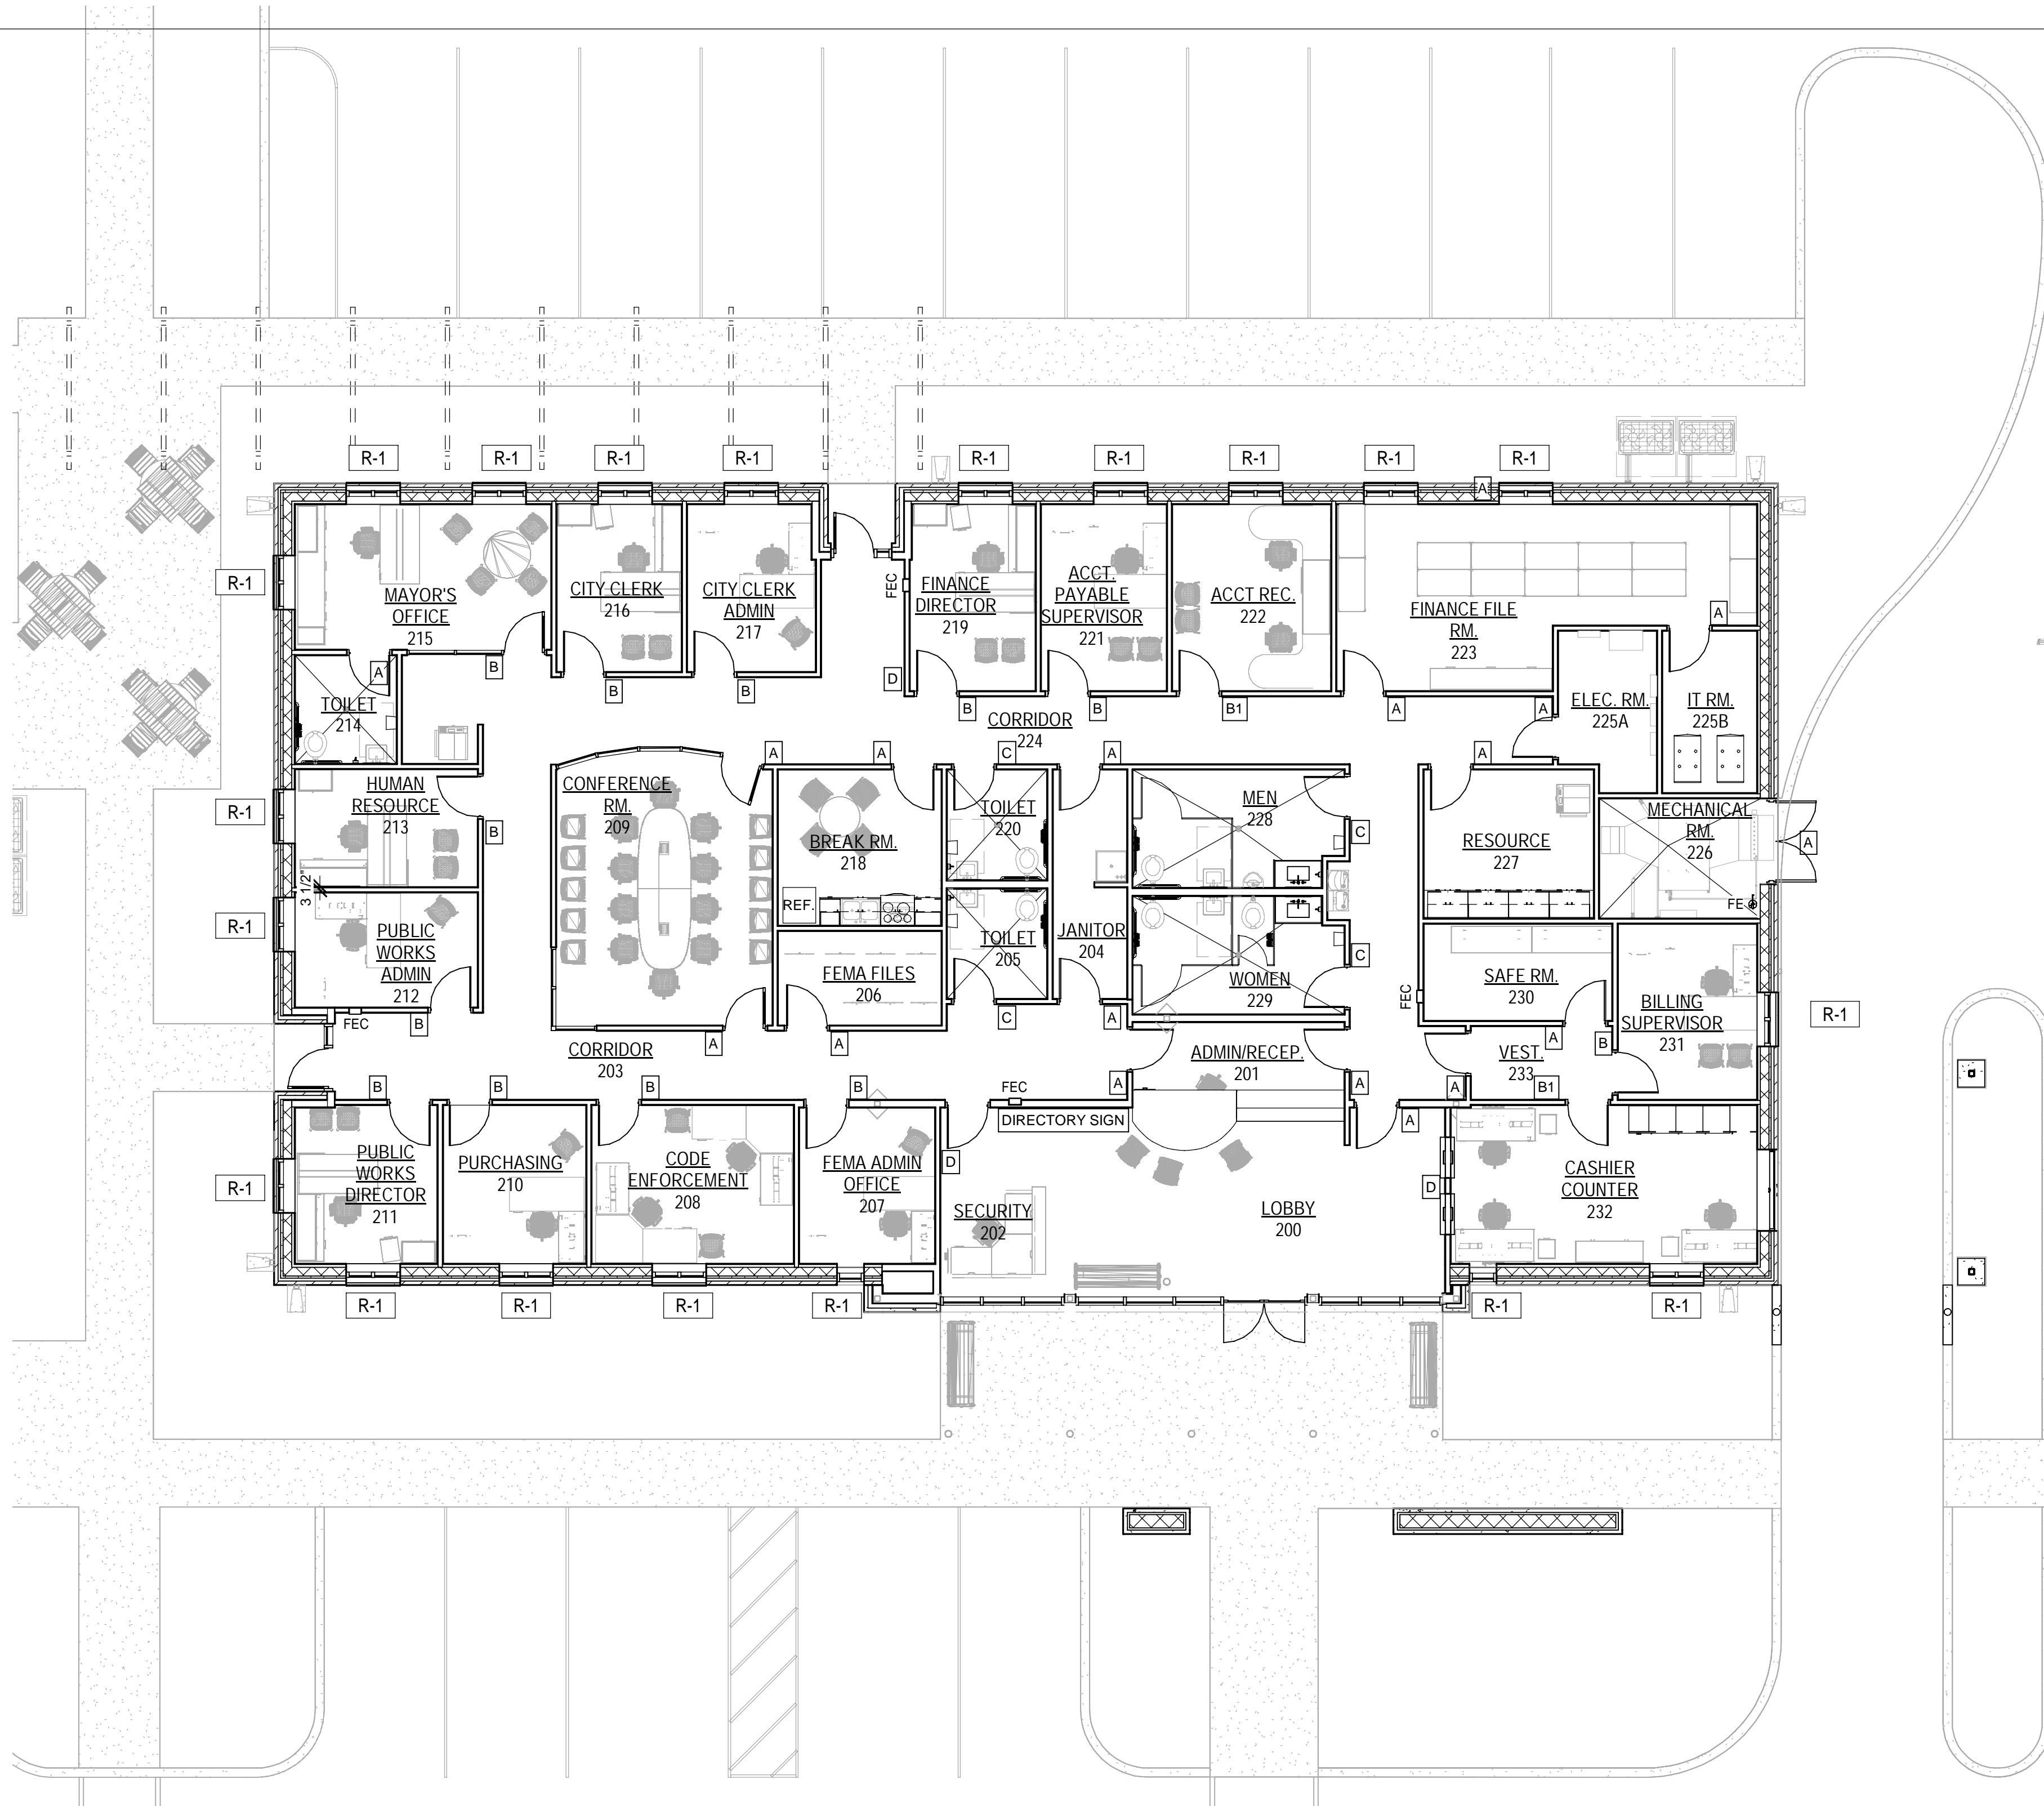 R-1
R-1
R-1
R-1
R-1
R-1
R-1
R-1
R-1
A
R-1
MAYOR'S
OFFICE
215
CITY CLERK
216
CITY CLERK
ADMIN
217
FEC
FINANCE
DIRECTOR
219
ACCT.
PAYABLE
SUPERVISOR
221
ACCT REC.
222
FINANCE FILE
RM.
223
A
A
B
B
B
D
B
B
B1
A
A
TOILET
214
CORRIDOR
224
ELEC. RM.
225A
IT RM.
225B
A
A
C
A
A
R-1
HUMAN
RESOURCE
213
B
CONFERENCE
RM.
209
BREAK RM.
218
REF.
TOILET
220
MEN
228
C
RESOURCE
227
MECHANICAL
RM.
226
A
FE
3 1/2"
R-1
PUBLIC
WORKS
ADMIN
212
FEC
B
FEMA FILES
206
TOILET
205
JANITOR
204
WOMEN
229
C
FEC
SAFE RM.
230
BILLING
SUPERVISOR
231
R-1
C
A
A
A
A
B
CORRIDOR
203
ADMIN/RECEP.
201
VEST.
233
B
B
B
B
FEC
A
A
A
B1
DIRECTORY SIGN
A
R-1
PUBLIC
WORKS
DIRECTOR
211
PURCHASING
210
CODE
ENFORCEMENT
208
FEMA ADMIN
OFFICE
207
D
SECURITY
202
LOBBY
200
D
CASHIER
COUNTER
232
R-1
R-1
R-1
R-1
R-1
R-1